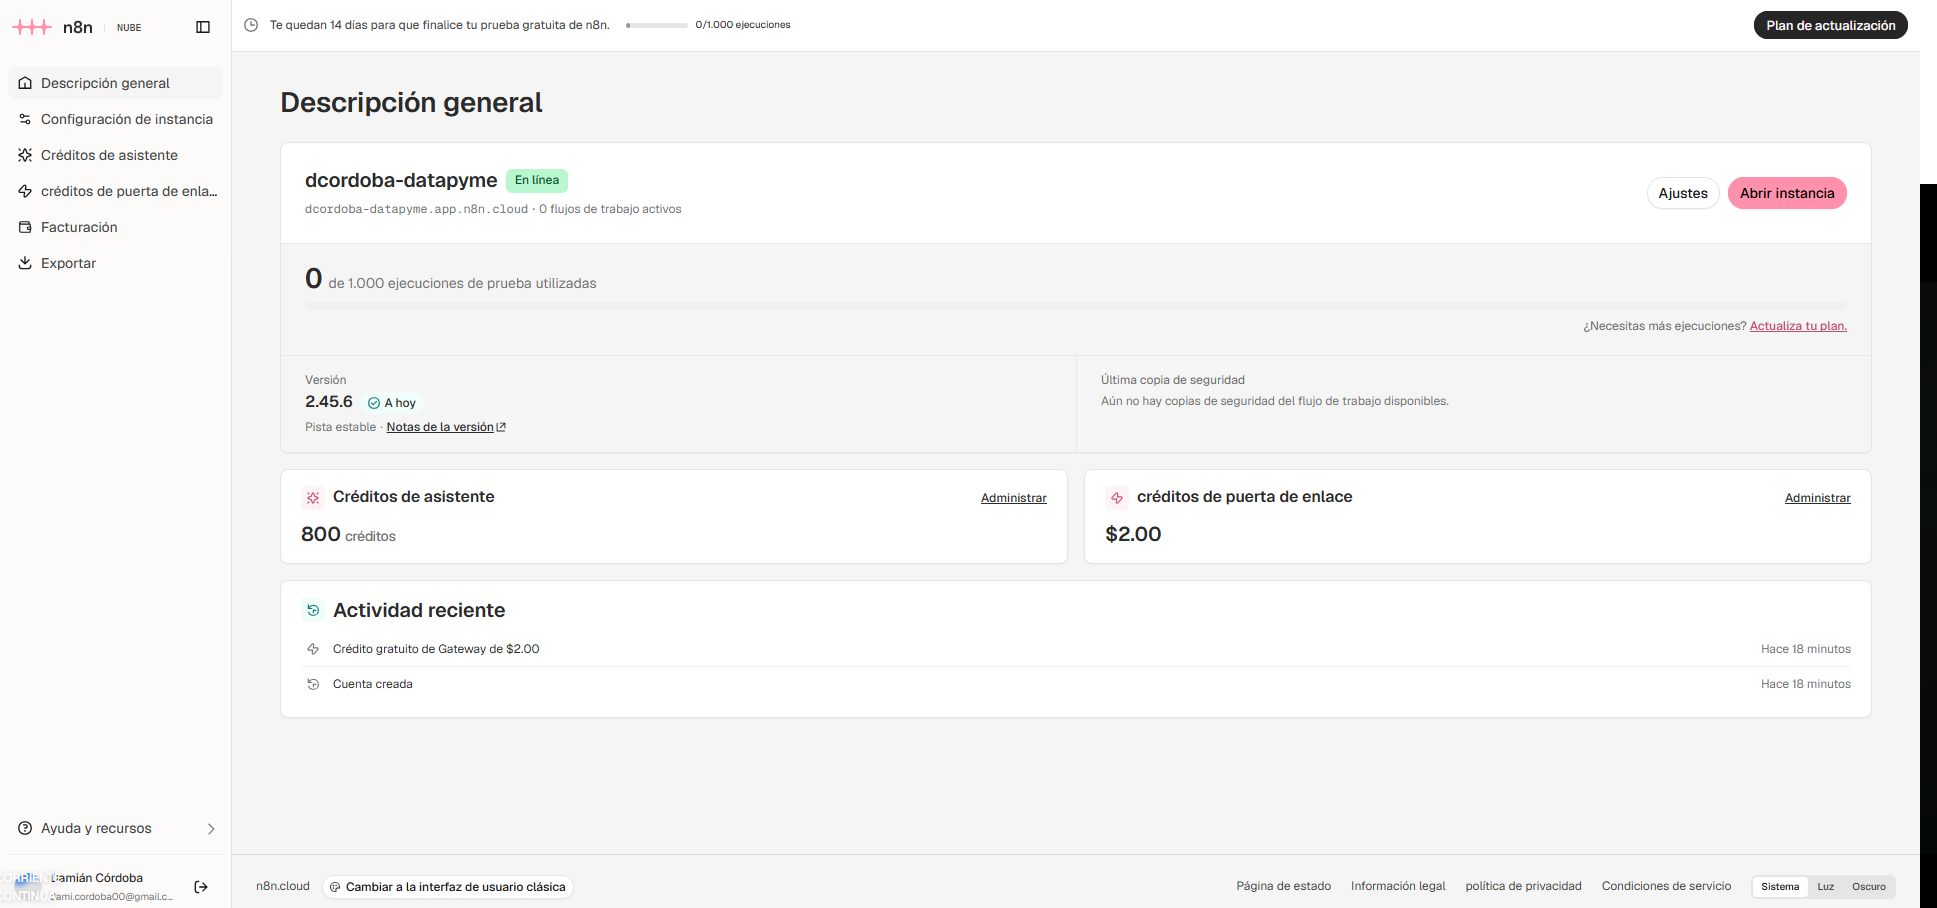 n8n NUBE
Te quedan 14 días para que finalice tu prueba gratuita de n8n. 0/1.000 ejecuciones
Plan de actualización
Descripción general
Configuración de instancia
Créditos de asistente
créditos de puerta de enla...
Facturación
Exportar
Descripción general
dcordoba-datapyme En línea
dcordoba-datapyme.app.n8n.cloud · 0 flujos de trabajo activos
Ajustes
Abrir instancia
0 de 1.000 ejecuciones de prueba utilizadas
¿Necesitas más ejecuciones? Actualiza tu plan.
Versión
2.45.6 A hoy
Pista estable · Notas de la versión
Última copia de seguridad
Aún no hay copias de seguridad del flujo de trabajo disponibles.
Créditos de asistente
Administrar
800 créditos
créditos de puerta de enlace
Administrar
$2.00
Actividad reciente
Crédito gratuito de Gateway de $2.00 Hace 18 minutos
Cuenta creada Hace 18 minutos
Ayuda y recursos
Damián Córdoba
n8n.cloud
Cambiar a la interfaz de usuario clásica
Página de estado
Información legal
política de privacidad
Condiciones de servicio
Sistema
Luz
Oscuro